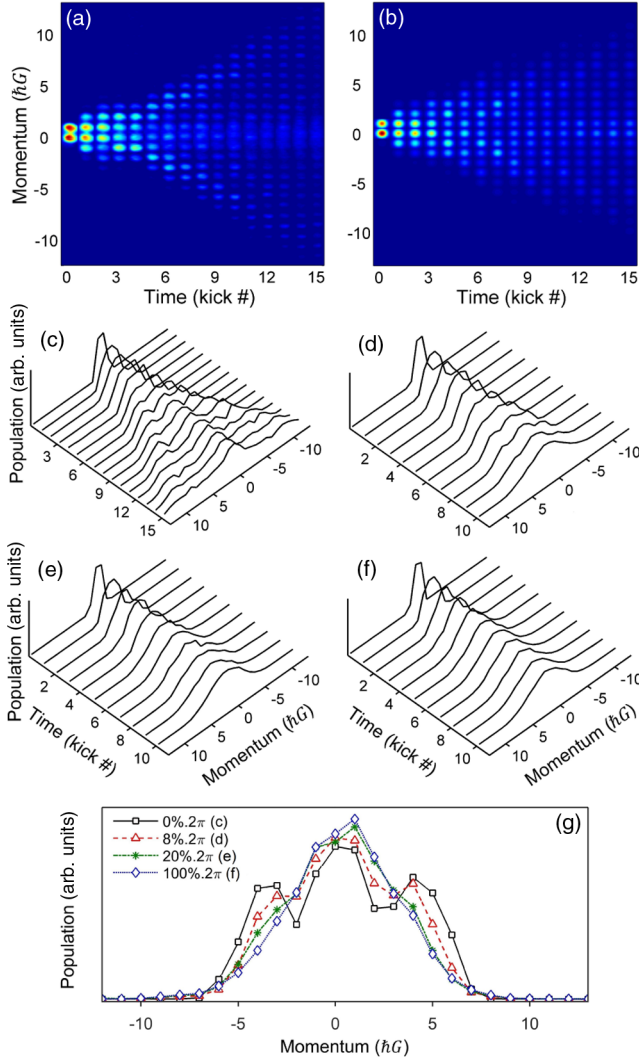 (a)
(b)
Momentum (ħG)
10
5
0
-5
-10
10
5
0
-5
-10
0 3 6 9 12 15
0 3 6 9 12 15
Time (kick #)
Time (kick #)
(c)
(d)
Population (arb. units)
3
6
9
12
15
10
5
0
-5
-10
2
4
6
8
10
10
5
0
-5
-10
(e)
(f)
Population (arb. units)
2
4
6
8
10
10
5
0
-5
-10
Time (kick #)
Momentum (ħG)
2
4
6
8
10
10
5
0
-5
-10
Time (kick #)
Momentum (ħG)
(g)
Population (arb. units)
0%.2π (c)
8%.2π (d)
20%.2π (e)
100%.2π (f)
-10 -5 0 5 10
Momentum (ħG)